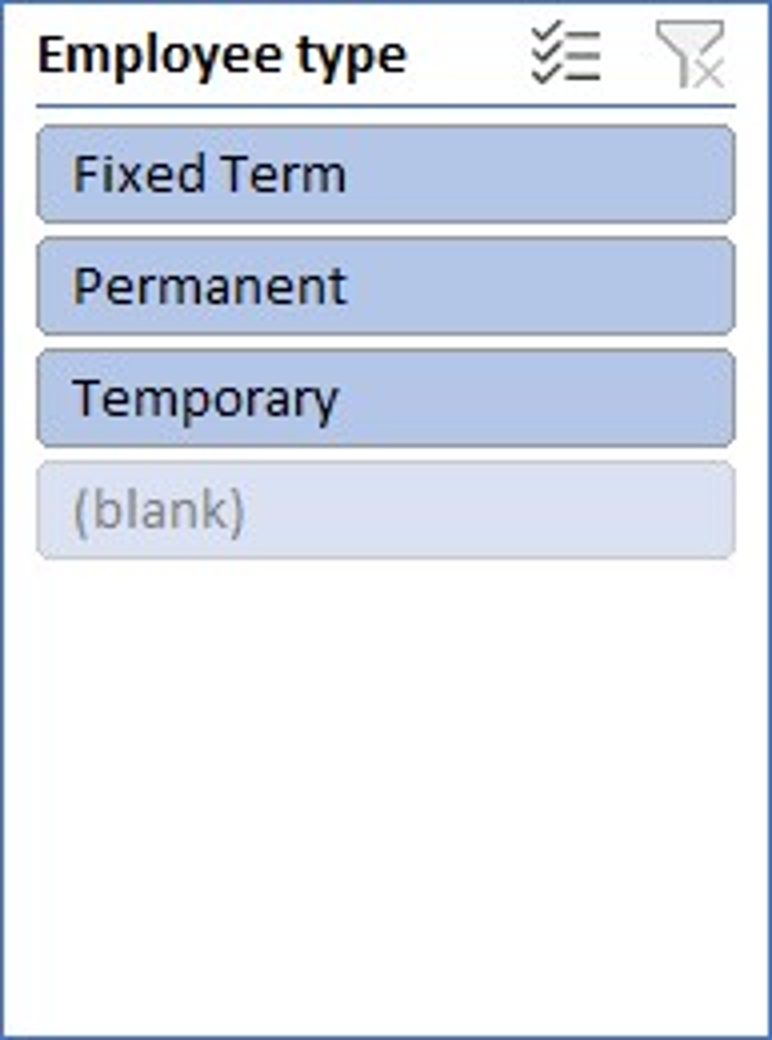 Employee type
Fixed Term
Permanent
Temporary
(blank)